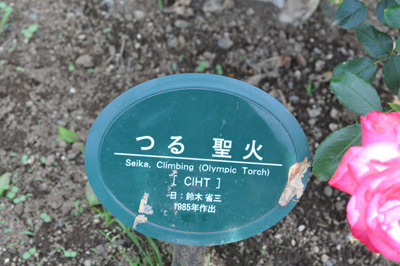 つる 聖火
Seika, Climbing (Olympic Torch)
[ CIHT ]
日:鈴木 省三
1985年作出